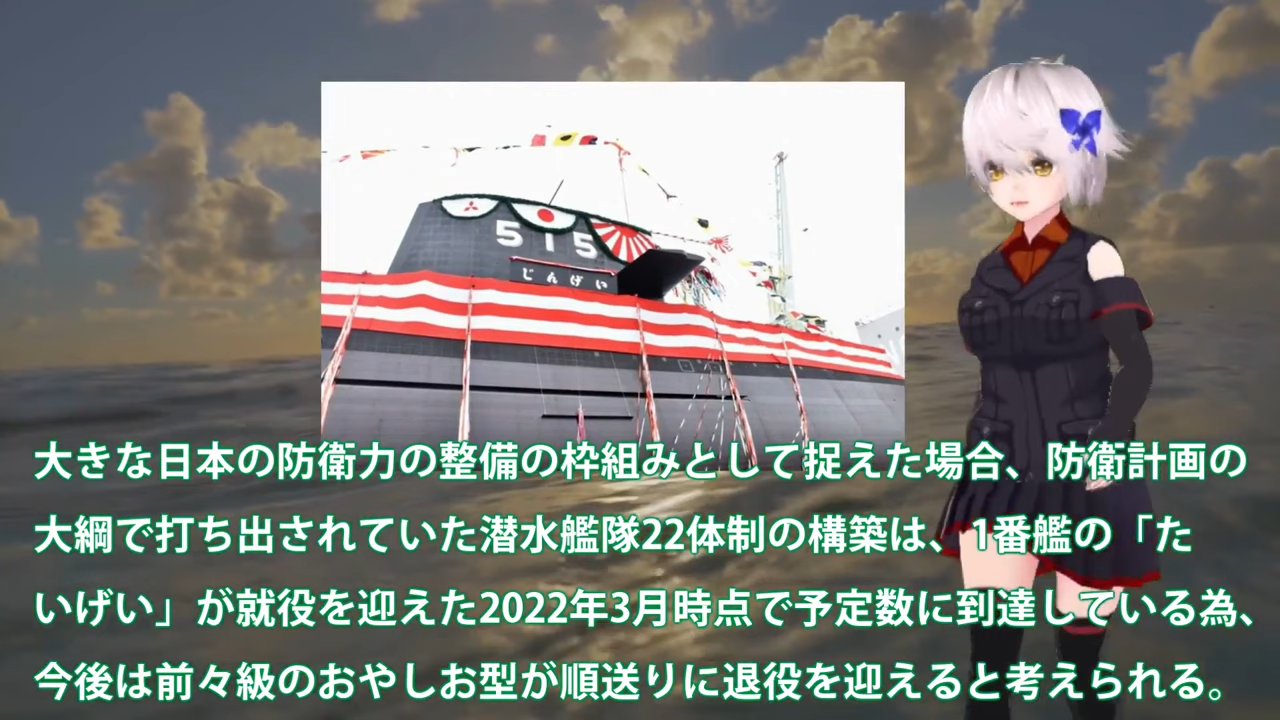 515
じんげい
大きな日本の防衛力の整備の枠組みとして捉えた場合、防衛計画の
大綱で打ち出されていた潜水艦隊22体制の構築は、1番艦の「た
いげい」が就役を迎えた2022年3月時点で予定数に到達している為、
今後は前々級のおやしお型が順送りに退役を迎えると考えられる。